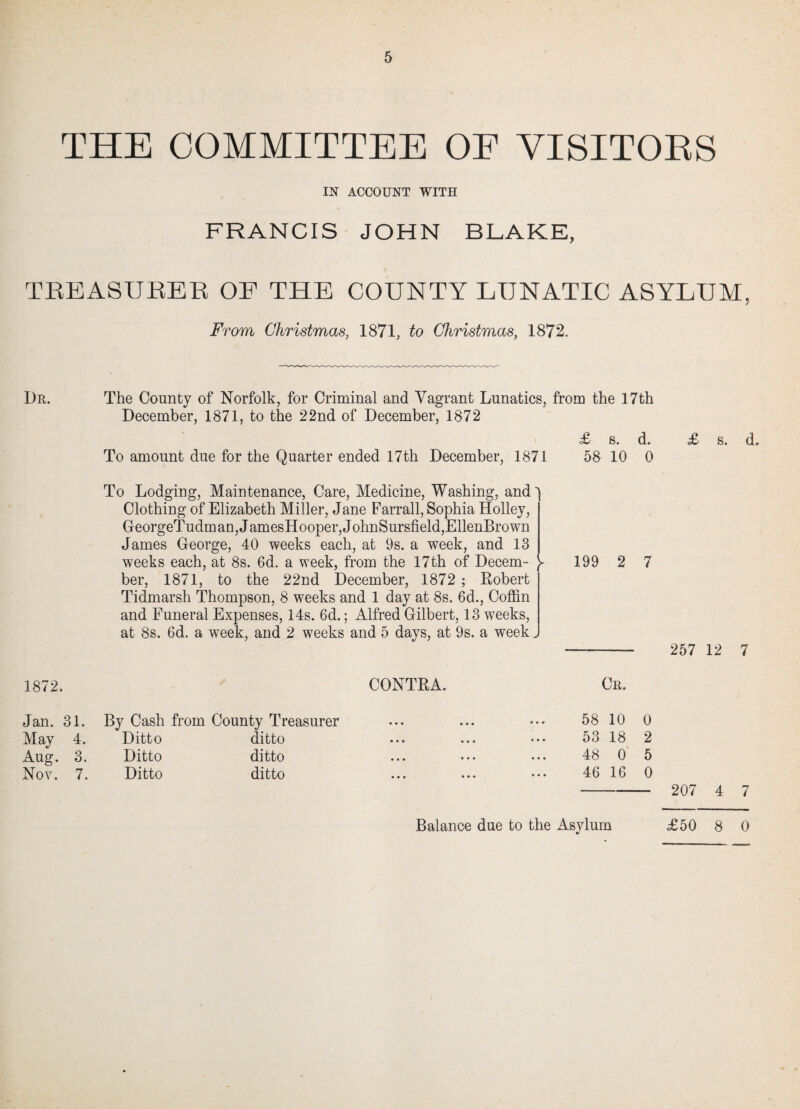 5
THE COMMITTEE OF VISITORS
IN ACCOUNT WITH
FRANCIS JOHN BLAKE,
TREASURER OF THE COUNTY LUNATIC ASYLUM,
From Christmas, 1871, to Christmas, 1872.
Dr. The County of Norfolk, for Criminal and Vagrant Lunatics, from the 17th
December, 1871, to the 22nd of December, 1872
£ s. d. £ s. d.
To amount due for the Quarter ended 17th December, 1871 58 10 0
To Lodging, Maintenance, Care, Medicine, Washing, and
Clothing of Elizabeth Miller, Jane Farrall, Sophia Holley,
GeorgeTudman,JamesHooper,JohnSursfield,EllenBrown
James George, 40 weeks each, at 9s. a week, and 13
weeks each, at 8s. 6d. a week, from the 17th of Decem- 199 2 7
ber, 1871, to the 22nd December, 1872 ; Robert
Tidmarsh Thompson, 8 weeks and 1 day at 8s. 6d., Coffin
and Funeral Expenses, 14s. 6d.; Alfred Gilbert, 13 weeks,
at 8s. 6d. a week, and 2 weeks and 5 days, at 9s. a week
257 12 7
1872. CONTRA. Cr.
Jan. 31. By Cash from County Treasurer ... ... ... 58 10 0
May 4. Ditto ditto ... ... ... 53 18 2
Aug. 3. Ditto ditto ... ... ... 48 0 5
Nov. 7. Ditto ditto ... ... ... 46 16 0
207 4 7
Balance due to the Asylum £50 8 0